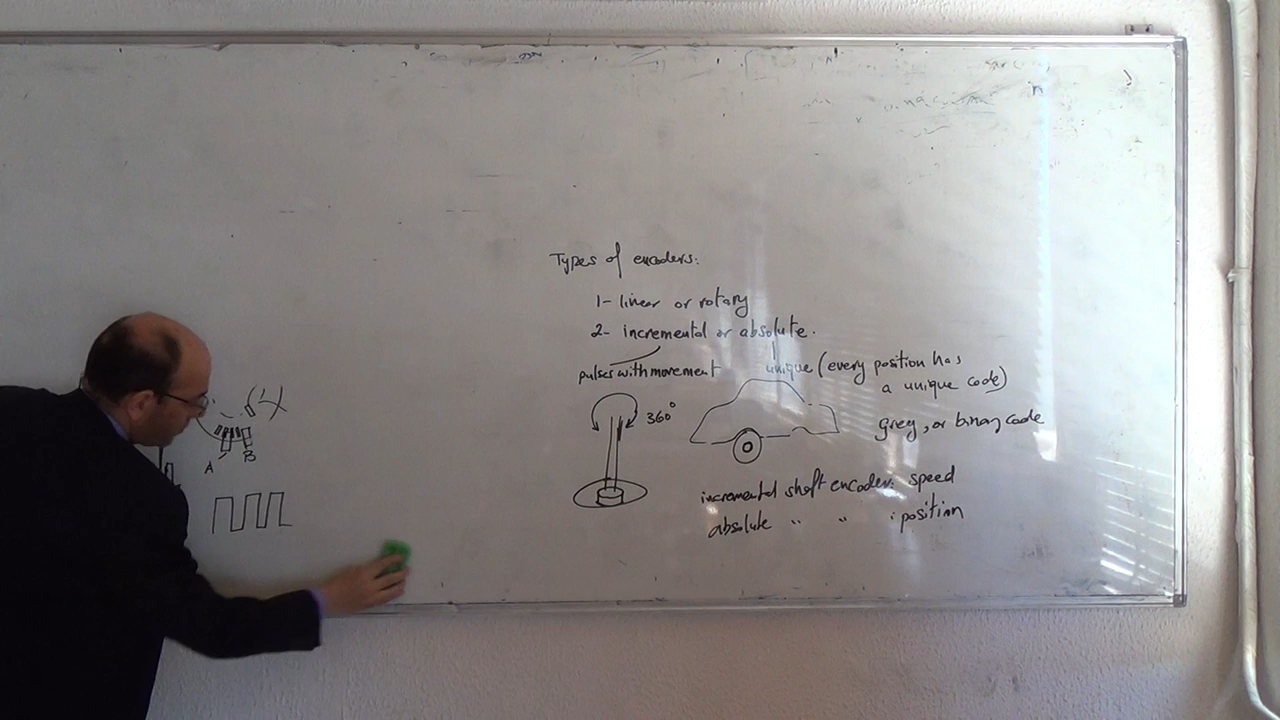 Types of encoders:
1- linear or rotary
2- incremental or absolute.
pulses with movement unique (every position has
a unique code)
360°
grey, or binary code
A B
incremental shaft encoder: speed
absolute " " : position